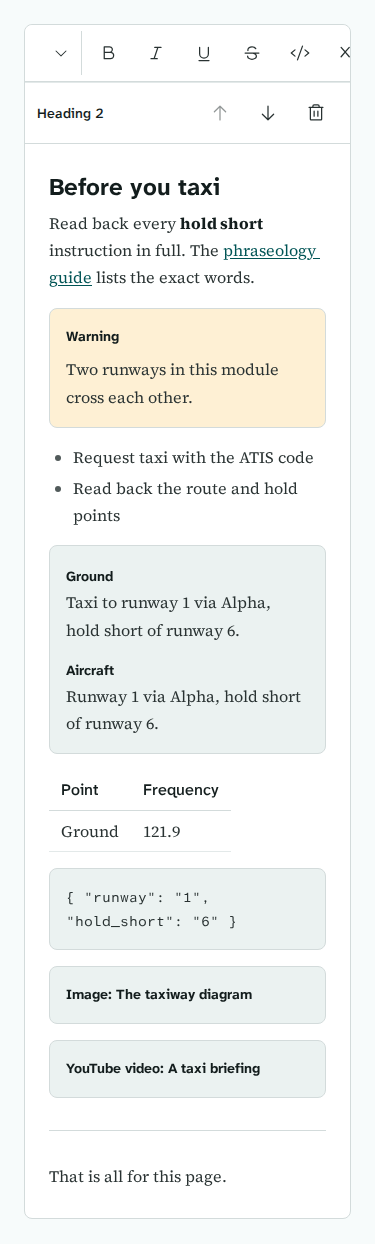 B I U S </> X
Heading 2
Before you taxi
Read back every hold short
instruction in full. The phraseology
guide lists the exact words.
Warning
Two runways in this module
cross each other.
Request taxi with the ATIS code
Read back the route and hold
points
Ground
Taxi to runway 1 via Alpha,
hold short of runway 6.
Aircraft
Runway 1 via Alpha, hold short
of runway 6.
Point Frequency
Ground 121.9
{ "runway": "1",
"hold_short": "6" }
Image: The taxiway diagram
YouTube video: A taxi briefing
That is all for this page.